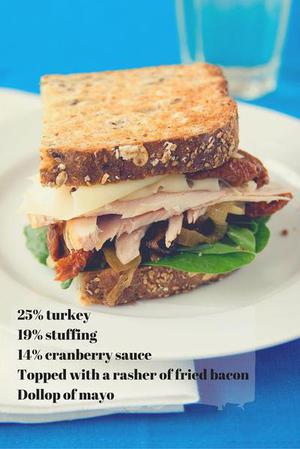 25% turkey
19% stuffing
14% cranberry sauce
Topped with a rasher of fried bacon
Dollop of mayo